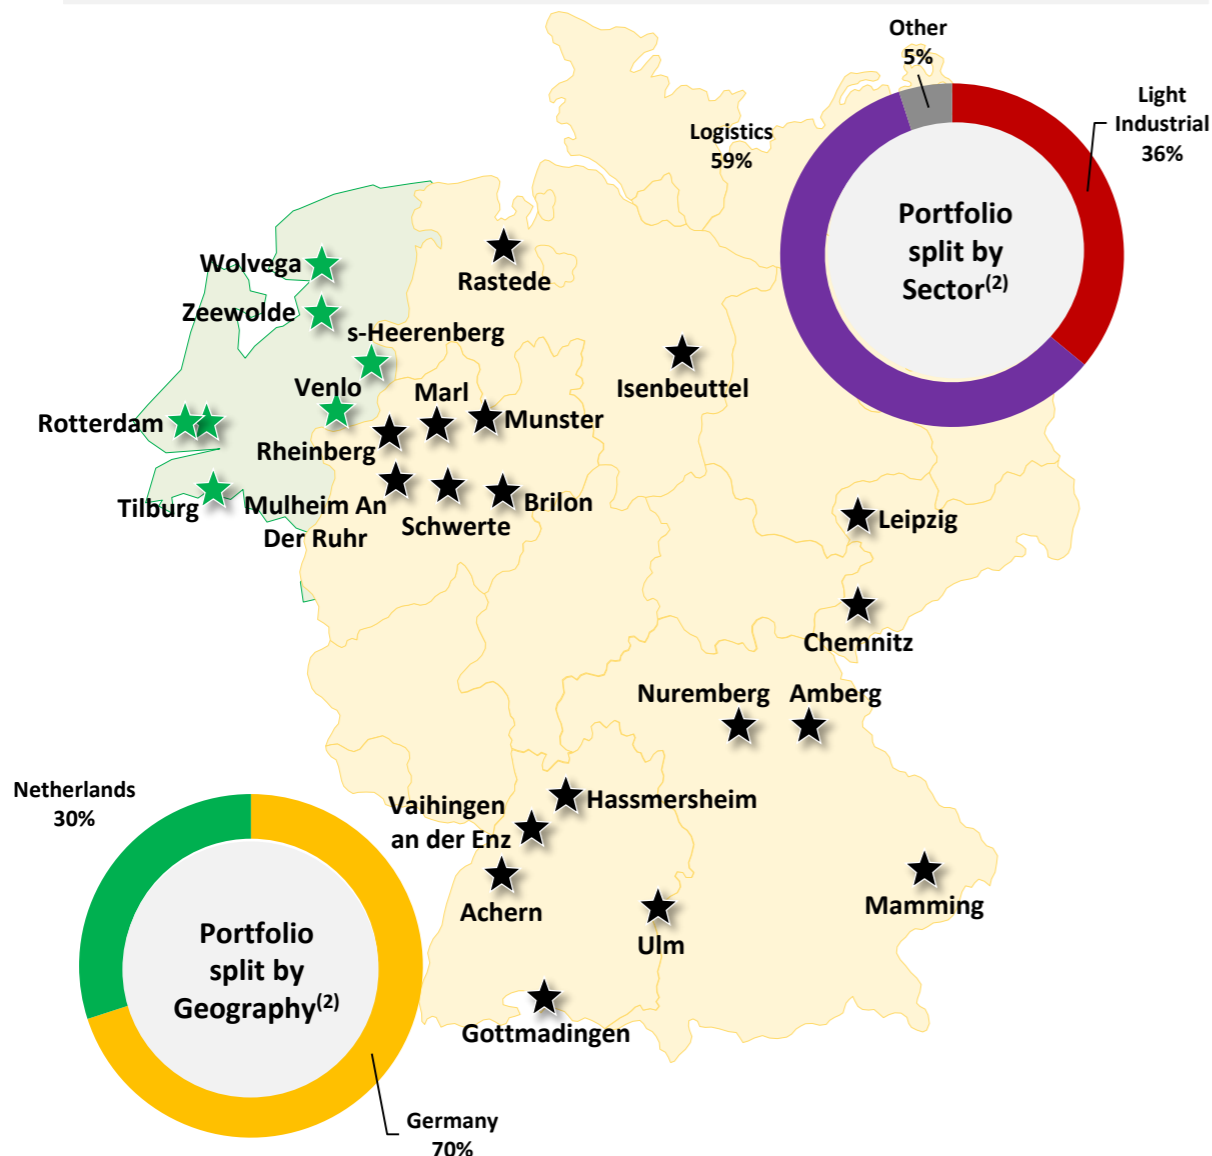 Other
5%
Light
Industrial
36%
Logistics
59%
Portfolio
split by
Sector(2)
Wolvega
Rastede
Zeewolde
s-Heerenberg
Isenbeuttel
Venlo
Marl
Munster
Rotterdam
Rheinberg
Tilburg
Mulheim An
Der Ruhr
Schwerte
Brilon
Leipzig
Chemnitz
Nuremberg
Amberg
Netherlands
30%
Hassmersheim
Vaihingen
an der Enz
Achern
Mamming
Ulm
Portfolio
split by
Geography(2)
Gottmadingen
Germany
70%